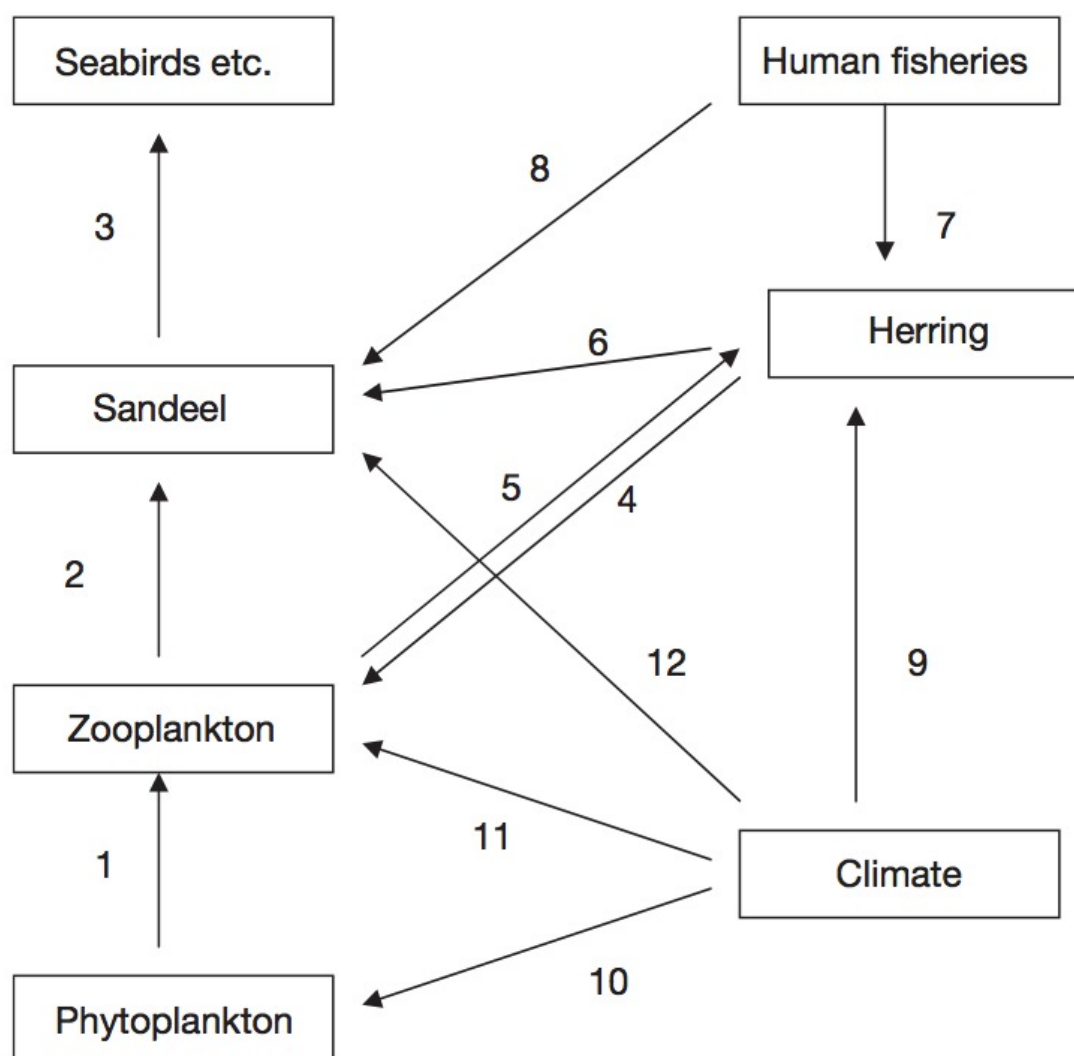 Seabirds etc.
Human fisheries
8
3
7
Herring
6
Sandeel
5
4
2
12
9
Zooplankton
11
1
Climate
10
Phytoplankton